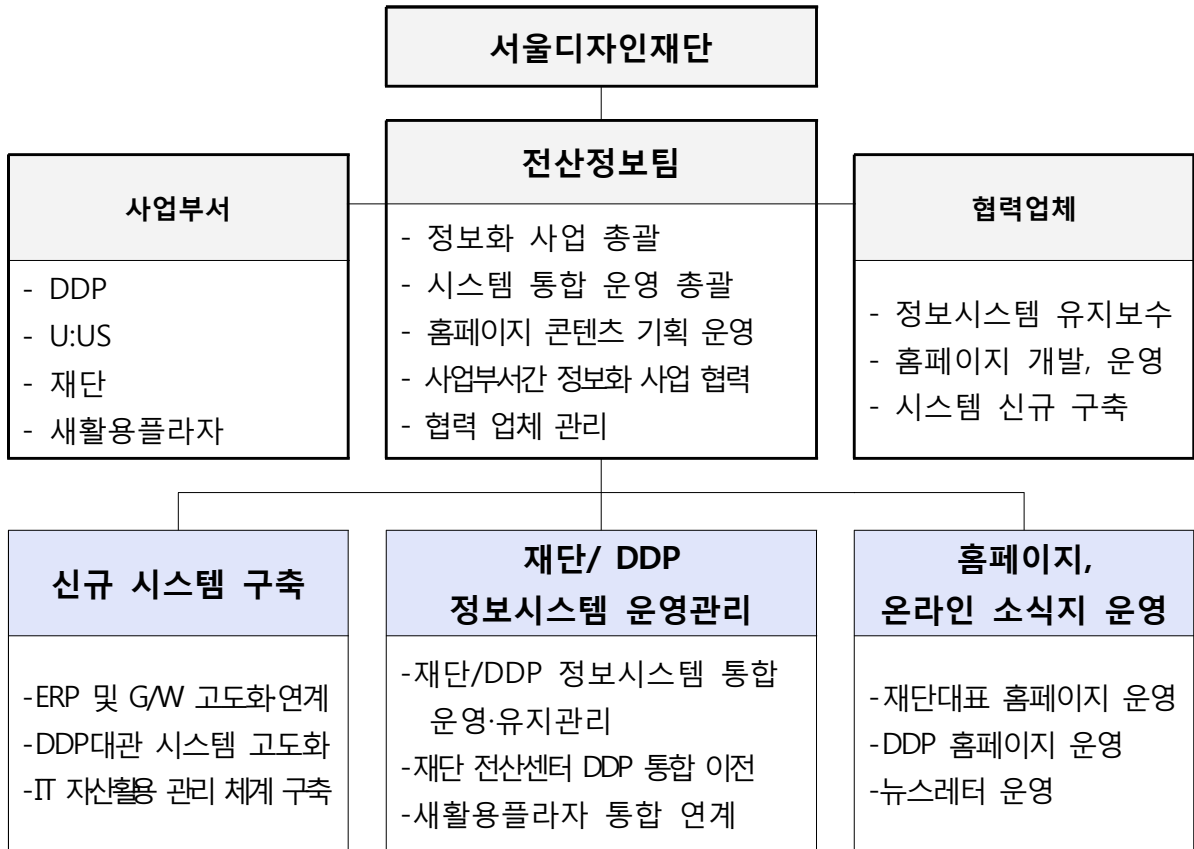 서울디자인재단
전산정보팀
- 정보화 사업 총괄
- 시스템 통합 운영 총괄
- 홈페이지 콘텐츠 기획 운영
- 사업부서간 정보화 사업 협력
- 협력 업체 관리
사업부서
- DDP
- U:US
- 재단
- 새활용플라자
협력업체
- 정보시스템 유지보수
- 홈페이지 개발, 운영
- 시스템 신규 구축
신규 시스템 구축
-ERP 및 G/W 고도화·연계
-DDP대관 시스템 고도화
-IT 자산활용 관리 체계 구축
재단/ DDP
정보시스템 운영관리
-재단/DDP 정보시스템 통합
운영·유지관리
-재단 전산센터 DDP 통합 이전
-새활용플라자 통합 연계
홈페이지,
온라인 소식지 운영
-재단대표 홈페이지 운영
-DDP 홈페이지 운영
-뉴스레터 운영